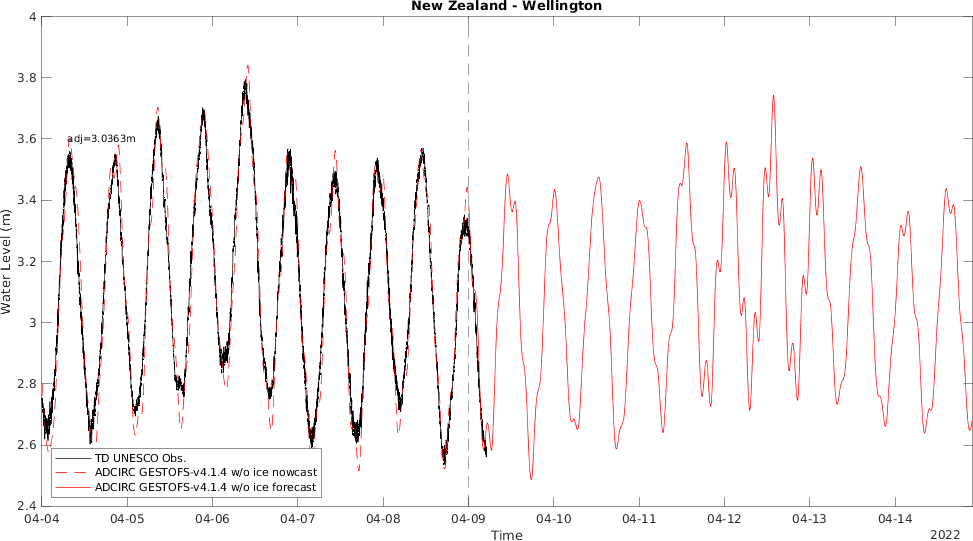 New Zealand - Wellington
Water Level (m)
4
3.8
3.6
3.4
3.2
3
2.8
2.6
2.4
adj=3.0363m
TD UNESCO Obs.
ADCIRC GESTOFS-v4.1.4 w/o ice nowcast
ADCIRC GESTOFS-v4.1.4 w/o ice forecast
04-04 04-05 04-06 04-07 04-08 04-09 04-10 04-11 04-12 04-13 04-14
Time
2022